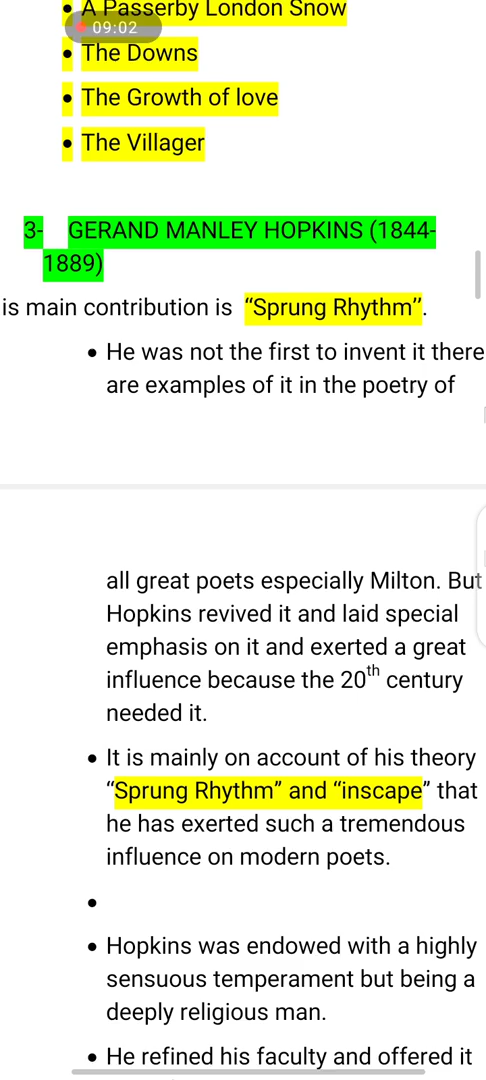 • A Passerby London Snow
09:02
• The Downs
• The Growth of love
• The Villager
3- GERAND MANLEY HOPKINS (1844-
1889)
is main contribution is “Sprung Rhythm”.
• He was not the first to invent it there
are examples of it in the poetry of
all great poets especially Milton. But
Hopkins revived it and laid special
emphasis on it and exerted a great
influence because the 20th century
needed it.
• It is mainly on account of his theory
“Sprung Rhythm” and “inscape” that
he has exerted such a tremendous
influence on modern poets.
•
• Hopkins was endowed with a highly
sensuous temperament but being a
deeply religious man.
• He refined his faculty and offered it